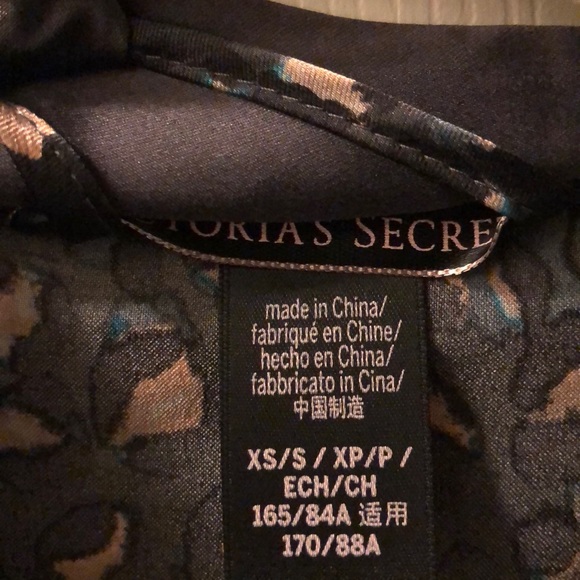 TORIA'S SECRE
made in China/
fabriqué en Chine/
hecho en China/
fabbricato in Cina/
中国制造
XS/S / XP/P /
ECH/CH
165/84A 适用
170/88A